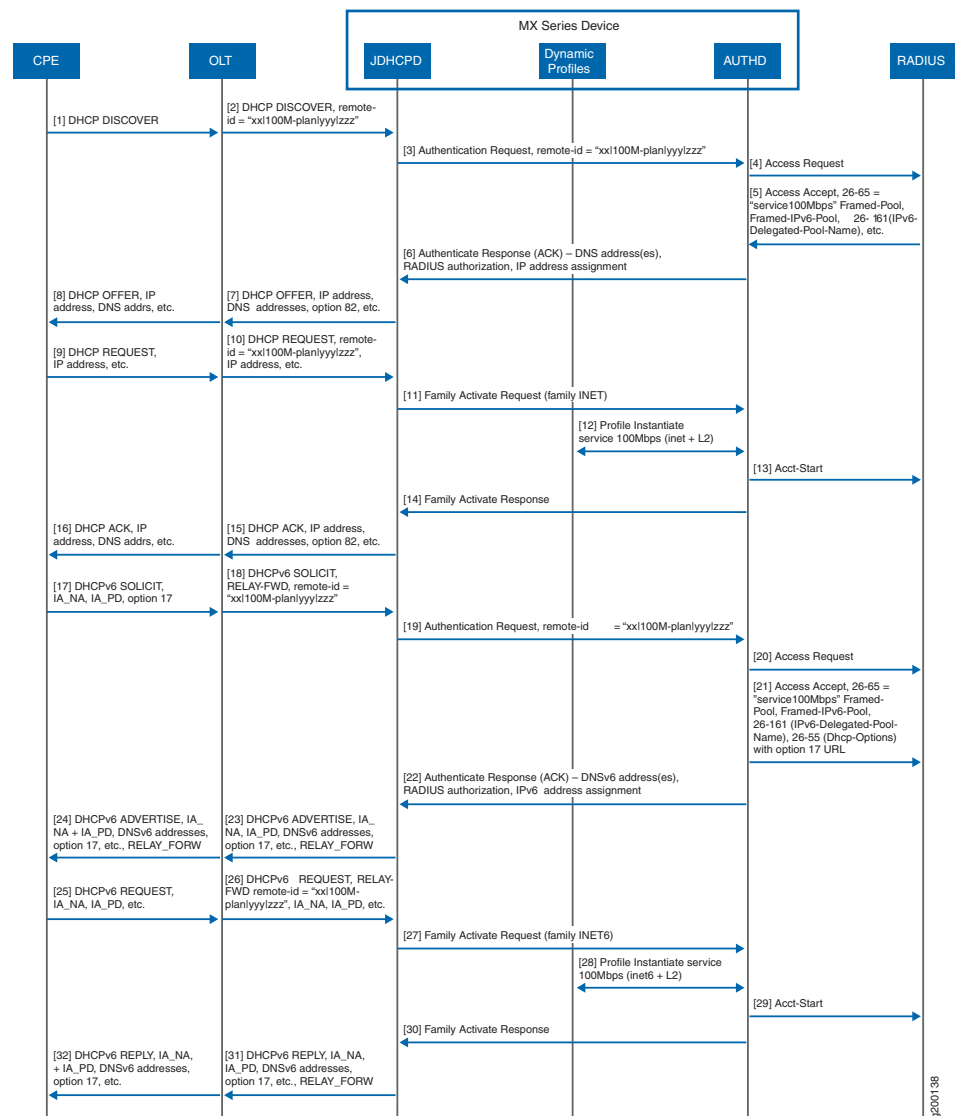 MX Series Device
CPE
OLT
JDHCPD
Dynamic
Profiles
AUTHD
RADIUS
[1] DHCP DISCOVER
[2] DHCP DISCOVER, remote-
id = “xx|100M-plan|yyy|zzz”
[3] Authentication Request, remote-id = “xx|100M-plan|yyy|zzz”
[4] Access Request
[5] Access Accept, 26-65 =
“service100Mbps” Framed-Pool,
Framed-IPv6-Pool, 26- 161(IPv6-
Delegated-Pool-Name), etc.
[6] Authenticate Response (ACK) – DNS address(es),
RADIUS authorization, IP address assignment
[8] DHCP OFFER, IP
address, DNS addrs, etc.
[7] DHCP OFFER, IP address,
DNS addresses, option 82, etc.
[9] DHCP REQUEST,
IP address, etc.
[10] DHCP REQUEST, remote-
id = “xx|100M-plan|yyy|zzz”,
IP address, etc.
[11] Family Activate Request (family INET)
[12] Profile Instantiate
service 100Mbps (inet + L2)
[13] Acct-Start
[14] Family Activate Response
[16] DHCP ACK, IP
address, DNS addrs, etc.
[15] DHCP ACK, IP address,
DNS addresses, option 82, etc.
[17] DHCPv6 SOLICIT,
IA_NA, IA_PD, option 17
[18] DHCPv6 SOLICIT,
RELAY-FWD, remote-id =
“xx|100M-plan|yyy|zzz”
[19] Authentication Request, remote-id = “xx|100M-plan|yyy|zzz”
[20] Access Request
[21] Access Accept, 26-65 =
”service100Mbps” Framed-
Pool, Framed-IPv6-Pool,
26-161 (IPv6-Delegated-Pool-
Name), 26-55 (Dhcp-Options)
with option 17 URL
[22] Authenticate Response (ACK) – DNSv6 address(es),
RADIUS authorization, IPv6 address assignment
[24] DHCPv6 ADVERTISE, IA_
NA + IA_PD, DNSv6 addresses,
option 17, etc., RELAY_FORW
[23] DHCPv6 ADVERTISE, IA_
NA, IA_PD, DNSv6 addresses,
option 17, etc., RELAY_FORW
[25] DHCPv6 REQUEST,
IA_NA, IA_PD, etc.
[26] DHCPv6 REQUEST, RELAY-
FWD remote-id = “xx|100M-
plan|yyy|zzz”, IA_NA, IA_PD, etc.
[27] Family Activate Request (family INET6)
[28] Profile Instantiate service
100Mbps (inet6 + L2)
[29] Acct-Start
[30] Family Activate Response
[32] DHCPv6 REPLY, IA_NA,
+ IA_PD, DNSv6 addresses,
option 17, etc.
[31] DHCPv6 REPLY, IA_NA,
IA_PD, DNSv6 addresses,
option 17, etc., RELAY_FORW
g200138